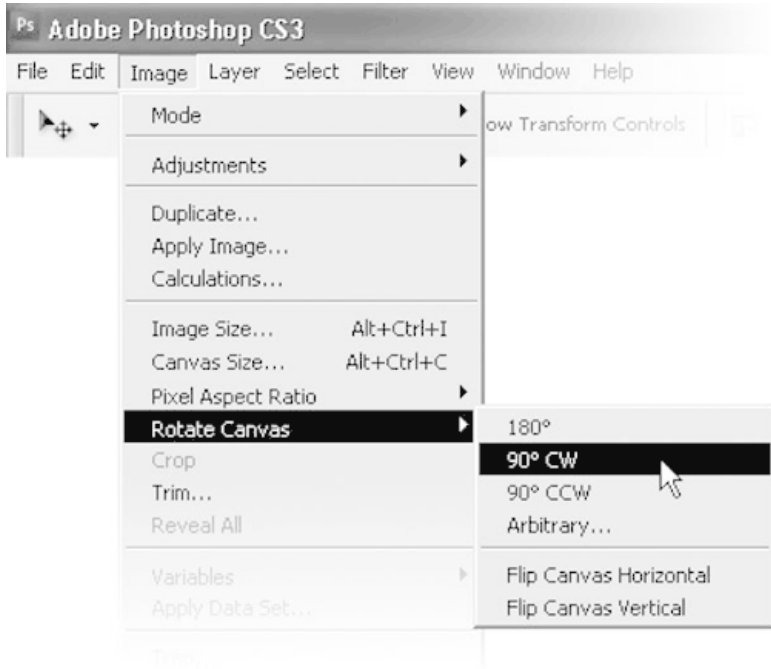 Ps Adobe Photoshop CS3
File Edit Image Layer Select Filter View Window Help
Mode
ow Transform Controls
Adjustments
Duplicate...
Apply Image...
Calculations...
Image Size... Alt+Ctrl+I
Canvas Size... Alt+Ctrl+C
Pixel Aspect Ratio
Rotate Canvas
180°
Crop
90° CW
Trim...
90° CCW
Reveal All
Arbitrary...
Variables
Flip Canvas Horizontal
Apply Data Set...
Flip Canvas Vertical